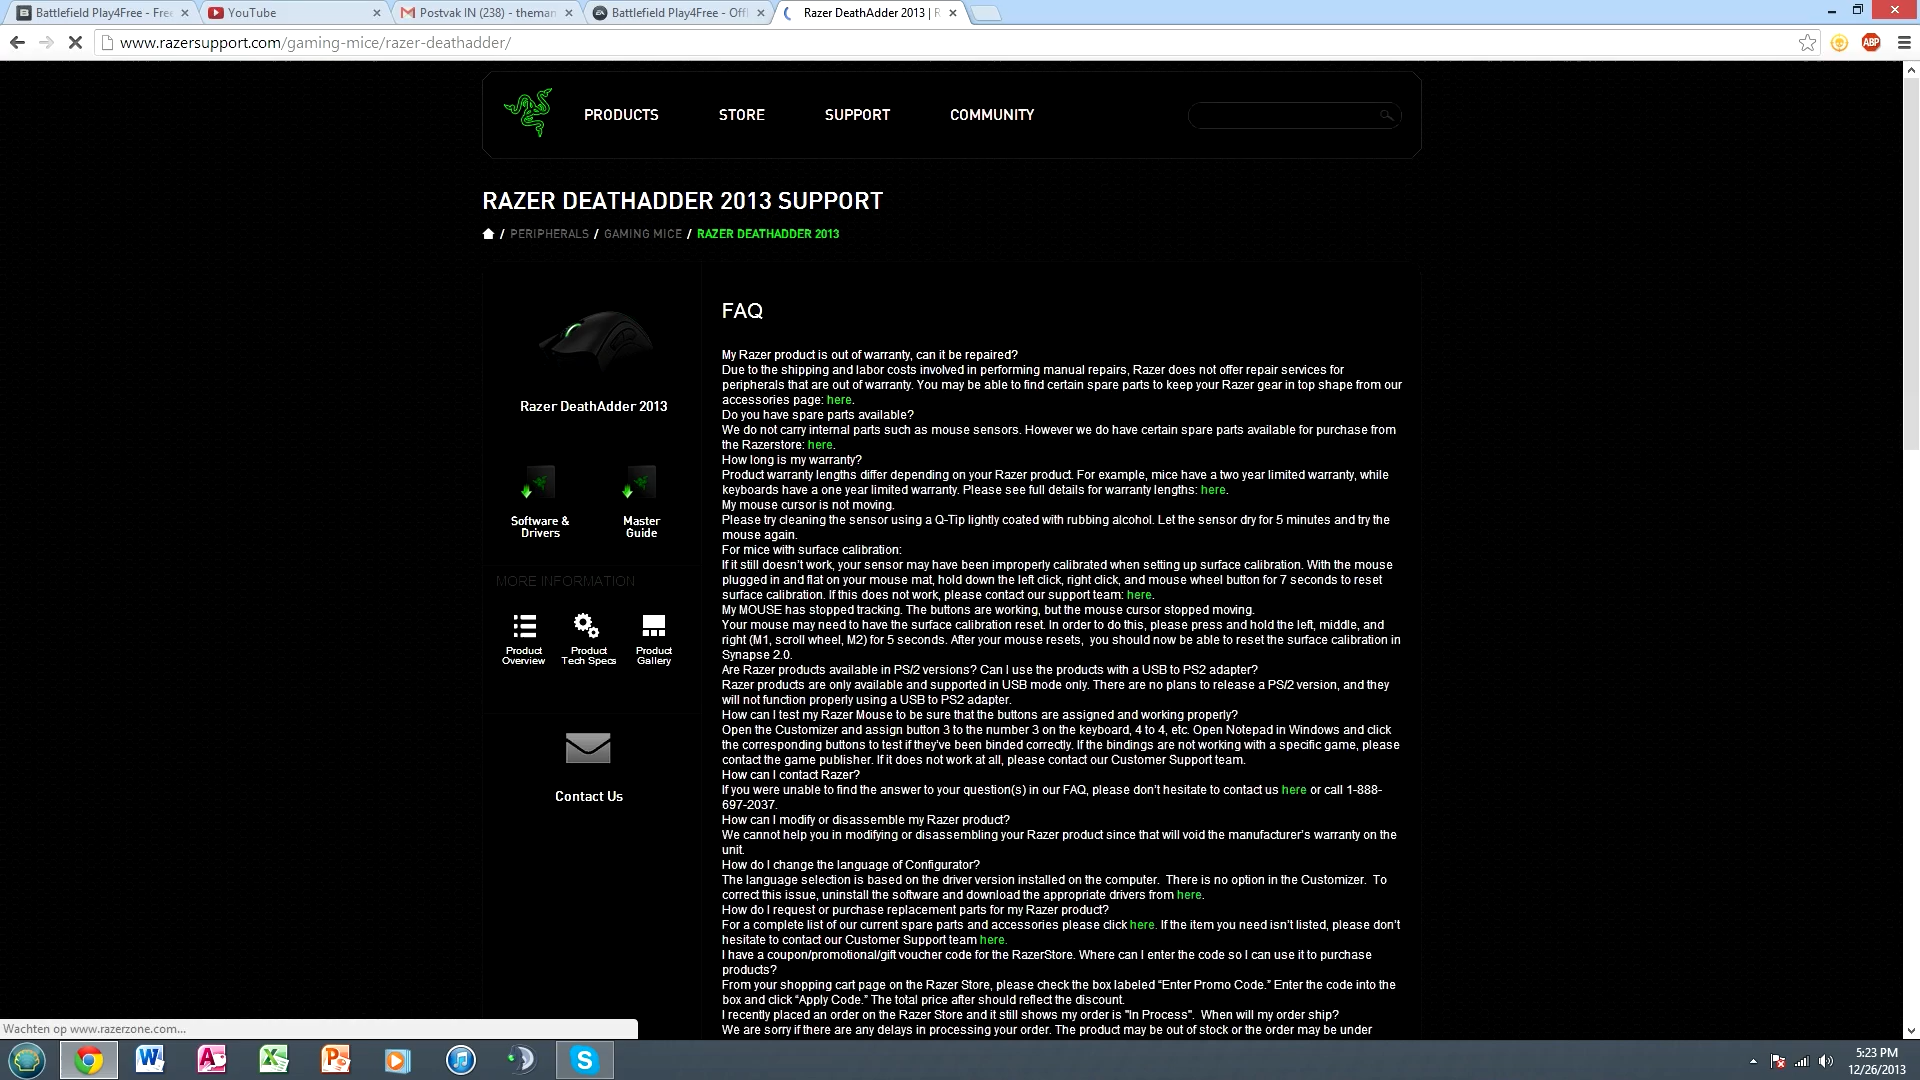 Battlefield Play4Free - Fre
YouTube
Postvak IN (238) - theman
Battlefield Play4Free - Offi
Razer DeathAdder 2013 | R
www.razersupport.com/gaming-mice/razer-deathadder/
ABP
PRODUCTS
STORE
SUPPORT
COMMUNITY
RAZER DEATHADDER 2013 SUPPORT
/ PERIPHERALS / GAMING MICE / RAZER DEATHADDER 2013
Razer DeathAdder 2013
Software & Drivers
Master Guide
MORE INFORMATION
Product Overview
Product Tech Specs
Product Gallery
Contact Us
FAQ
My Razer product is out of warranty, can it be repaired?
Due to the shipping and labor costs involved in performing manual repairs, Razer does not offer repair services for
peripherals that are out of warranty. You may be able to find certain spare parts to keep your Razer gear in top shape from our
accessories page: here.
Do you have spare parts available?
We do not carry internal parts such as mouse sensors. However we do have certain spare parts available for purchase from
the Razerstore: here.
How long is my warranty?
Product warranty lengths differ depending on your Razer product. For example, mice have a two year limited warranty, while
keyboards have a one year limited warranty. Please see full details for warranty lengths: here.
My mouse cursor is not moving.
Please try cleaning the sensor using a Q-Tip lightly coated with rubbing alcohol. Let the sensor dry for 5 minutes and try the
mouse again.
For mice with surface calibration:
If it still doesn't work, your sensor may have been improperly calibrated when setting up surface calibration. With the mouse
plugged in and flat on your mouse mat, hold down the left click, right click, and mouse wheel button for 7 seconds to reset
surface calibration. If this does not work, please contact our support team: here.
My MOUSE has stopped tracking. The buttons are working, but the mouse cursor stopped moving.
Your mouse may need to have the surface calibration reset. In order to do this, please press and hold the left, middle, and
right (M1, scroll wheel, M2) for 5 seconds. After your mouse resets, you should now be able to reset the surface calibration in
Synapse 2.0.
Are Razer products available in PS/2 versions? Can I use the products with a USB to PS2 adapter?
Razer products are only available and supported in USB mode only. There are no plans to release a PS/2 version, and they
will not function properly using a USB to PS2 adapter.
How can I test my Razer Mouse to be sure that the buttons are assigned and working properly?
Open the Customizer and assign button 3 to the number 3 on the keyboard, 4 to 4, etc. Open Notepad in Windows and click
the corresponding buttons to test if they've been binded correctly. If the bindings are not working with a specific game, please
contact the game publisher. If it does not work at all, please contact our Customer Support team.
How can I contact Razer?
If you were unable to find the answer to your question(s) in our FAQ, please don't hesitate to contact us here or call 1-888-
697-2037.
How can I modify or disassemble my Razer product?
We cannot help you in modifying or disassembling your Razer product since that will void the manufacturer's warranty on the
unit.
How do I change the language of Configurator?
The language selection is based on the driver version installed on the computer. There is no option in the Customizer. To
correct this issue, uninstall the software and download the appropriate drivers from here.
How do I request or purchase replacement parts for my Razer product?
For a complete list of our current spare parts and accessories please click here. If the item you need isn't listed, please don't
hesitate to contact our Customer Support team here.
I have a coupon/promotional/gift voucher code for the RazerStore. Where can I enter the code so I can use it to purchase
products?
From your shopping cart page on the Razer Store, please check the box labeled “Enter Promo Code.” Enter the code into the
box and click “Apply Code.” The total price after should reflect the discount.
I recently placed an order on the Razer Store and it still shows my order is "In Process". When will my order ship?
We are sorry if there are any delays in processing your order. The product may be out of stock or the order may be under
Wachten op www.razerzone.com...
5:23 PM
12/26/2013